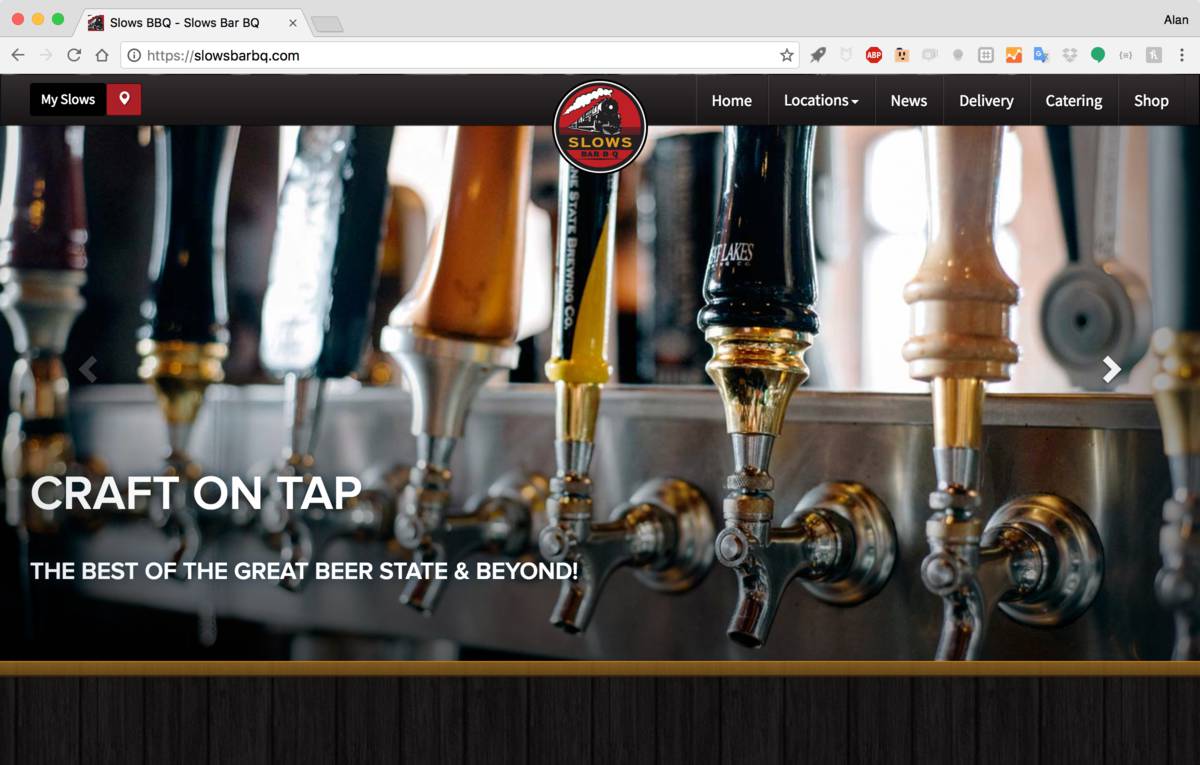 Slows BBQ - Slows Bar BQ
Alan
https://slowsbarbq.com
ABP
My Slows
SLOWS
BAR B-Q
Home
Locations
News
Delivery
Catering
Shop
STATE BREWING CO.
LAKES
CRAFT ON TAP
THE BEST OF THE GREAT BEER STATE & BEYOND!